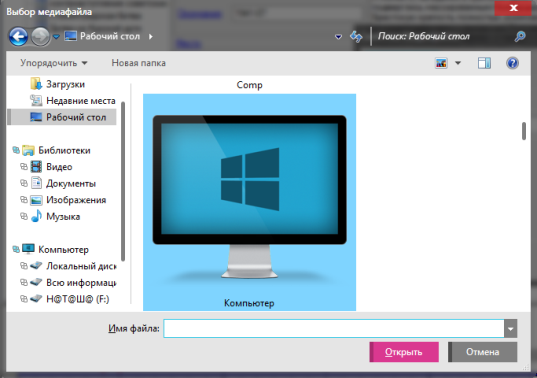 Выбор медиафайла
Рабочий стол
Поиск: Рабочий стол
Упорядочить
Новая папка
Загрузки
Недавние места
Рабочий стол
Библиотеки
Видео
Документы
Изображения
Музыка
Компьютер
Локальный диск
Всю информаци
Н@Т@Ш@ (F:)
Comp
Компьютер
Имя файла:
Открыть
Отмена